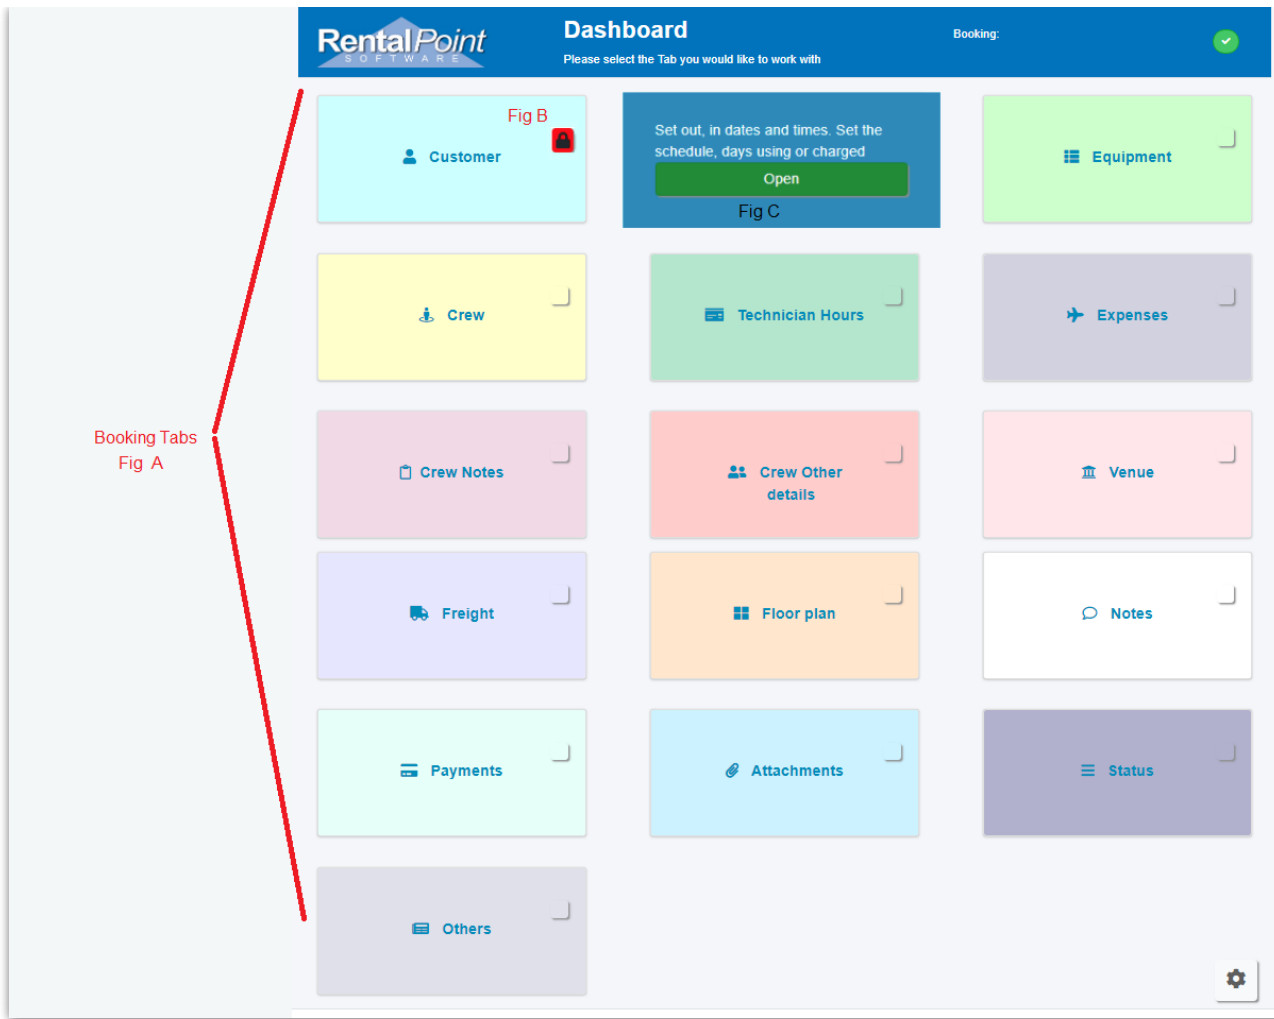 RentalPoint
SOFTWARE
Dashboard
Please select the Tab you would like to work with
Booking:
Fig B
Customer
Set out, in dates and times. Set the
schedule, days using or charged
Open
Fig C
Equipment
Crew
Technician Hours
Expenses
Booking Tabs
Fig A
Crew Notes
Crew Other
details
Venue
Freight
Floor plan
Notes
Payments
Attachments
Status
Others